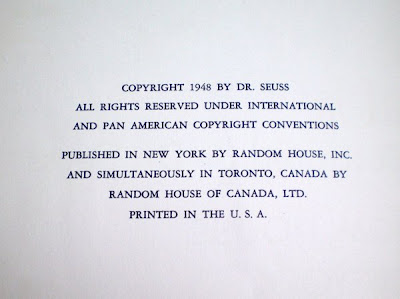 COPYRIGHT 1948 BY DR. SEUSS
ALL RIGHTS RESERVED UNDER INTERNATIONAL
AND PAN AMERICAN COPYRIGHT CONVENTIONS
PUBLISHED IN NEW YORK BY RANDOM HOUSE, INC.
AND SIMULTANEOUSLY IN TORONTO, CANADA BY
RANDOM HOUSE OF CANADA, LTD.
PRINTED IN THE U. S. A.